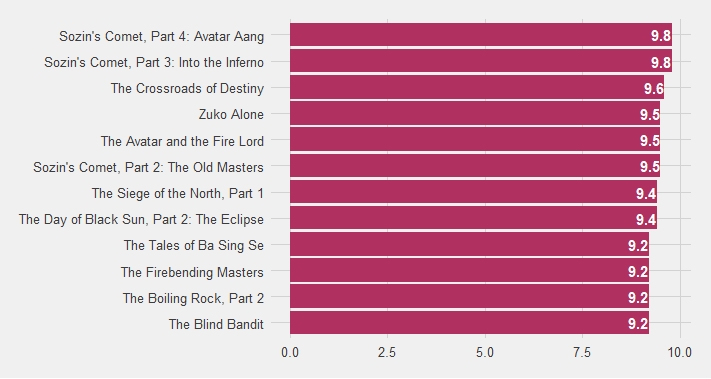 Sozin's Comet, Part 4: Avatar Aang 9.8
Sozin's Comet, Part 3: Into the Inferno 9.8
The Crossroads of Destiny 9.6
Zuko Alone 9.5
The Avatar and the Fire Lord 9.5
Sozin's Comet, Part 2: The Old Masters 9.5
The Siege of the North, Part 1 9.4
The Day of Black Sun, Part 2: The Eclipse 9.4
The Tales of Ba Sing Se 9.2
The Firebending Masters 9.2
The Boiling Rock, Part 2 9.2
The Blind Bandit 9.2
0.0 2.5 5.0 7.5 10.0